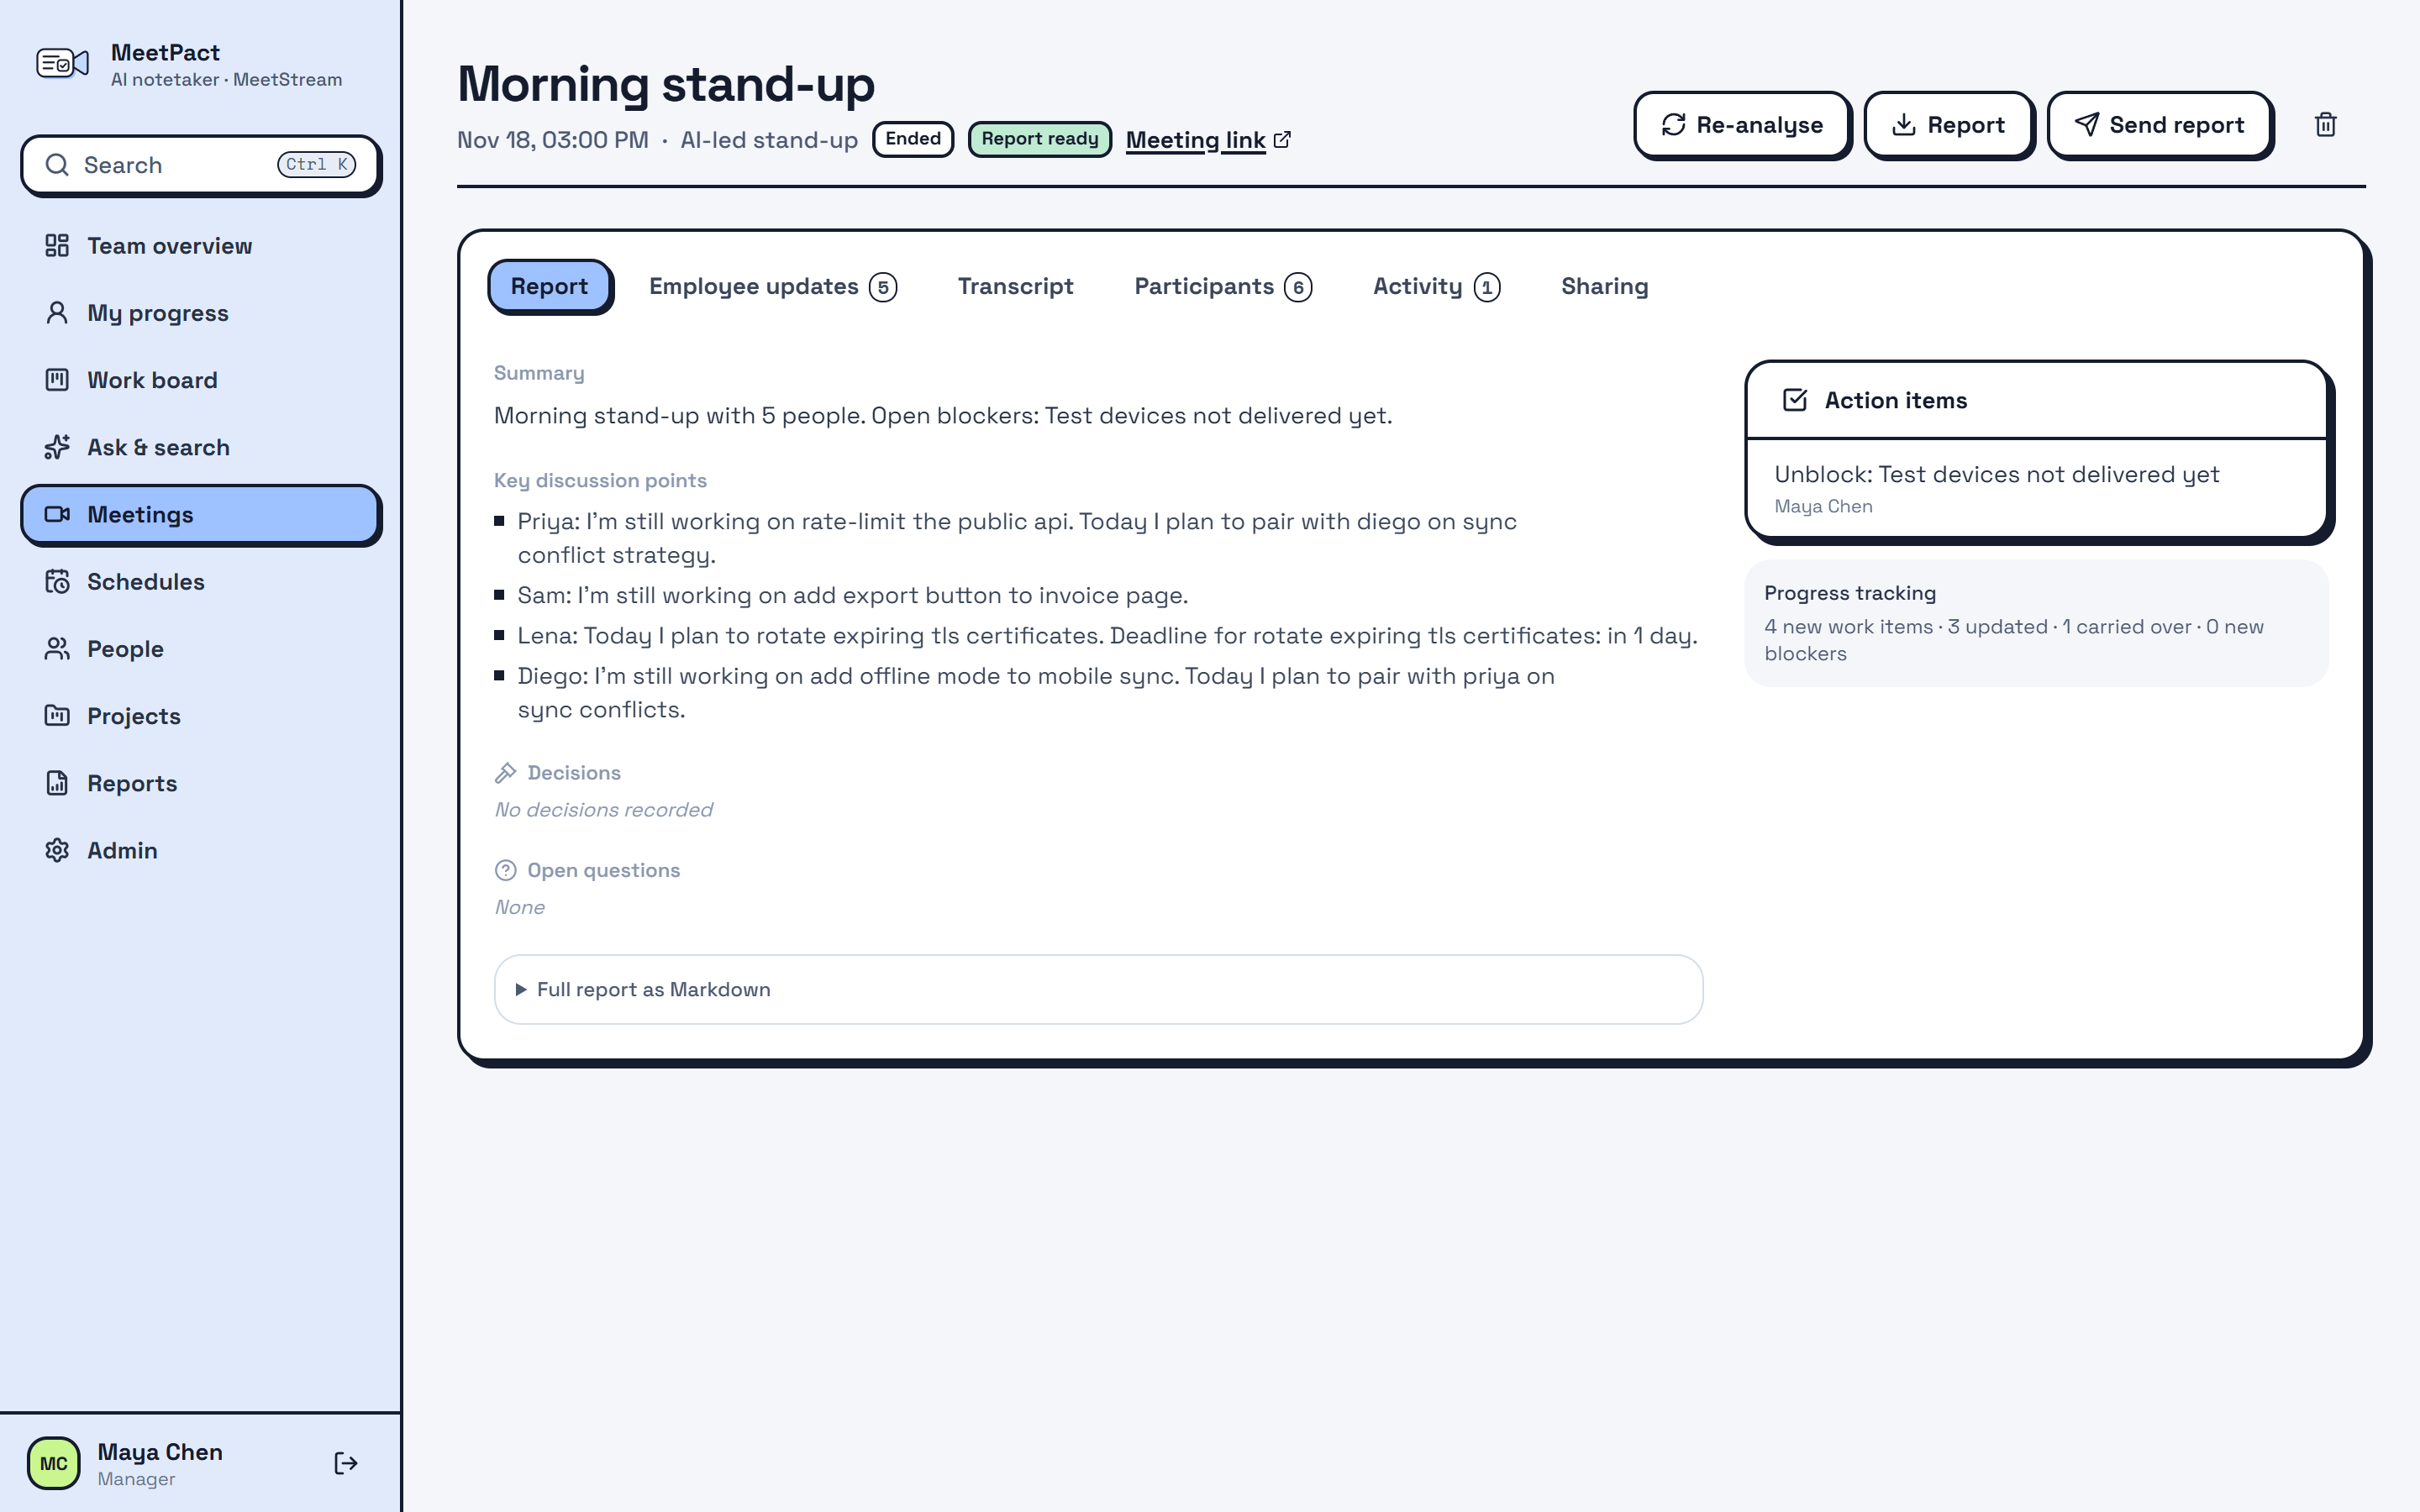 MeetPact
AI notetaker · MeetStream
Search
Ctrl K
Team overview
My progress
Work board
Ask & search
Meetings
Schedules
People
Projects
Reports
Admin
MC
Maya Chen
Manager
Morning stand-up
Nov 18, 03:00 PM · AI-led stand-up Ended Report ready Meeting link
Re-analyse
Report
Send report
Report
Employee updates 5
Transcript
Participants 6
Activity 1
Sharing
Summary
Morning stand-up with 5 people. Open blockers: Test devices not delivered yet.
Key discussion points
Priya: I'm still working on rate-limit the public api. Today I plan to pair with diego on sync
conflict strategy.
Sam: I'm still working on add export button to invoice page.
Lena: Today I plan to rotate expiring tls certificates. Deadline for rotate expiring tls certificates: in 1 day.
Diego: I'm still working on add offline mode to mobile sync. Today I plan to pair with priya on
sync conflicts.
Decisions
No decisions recorded
Open questions
None
Full report as Markdown
Action items
Unblock: Test devices not delivered yet
Maya Chen
Progress tracking
4 new work items · 3 updated · 1 carried over · 0 new
blockers